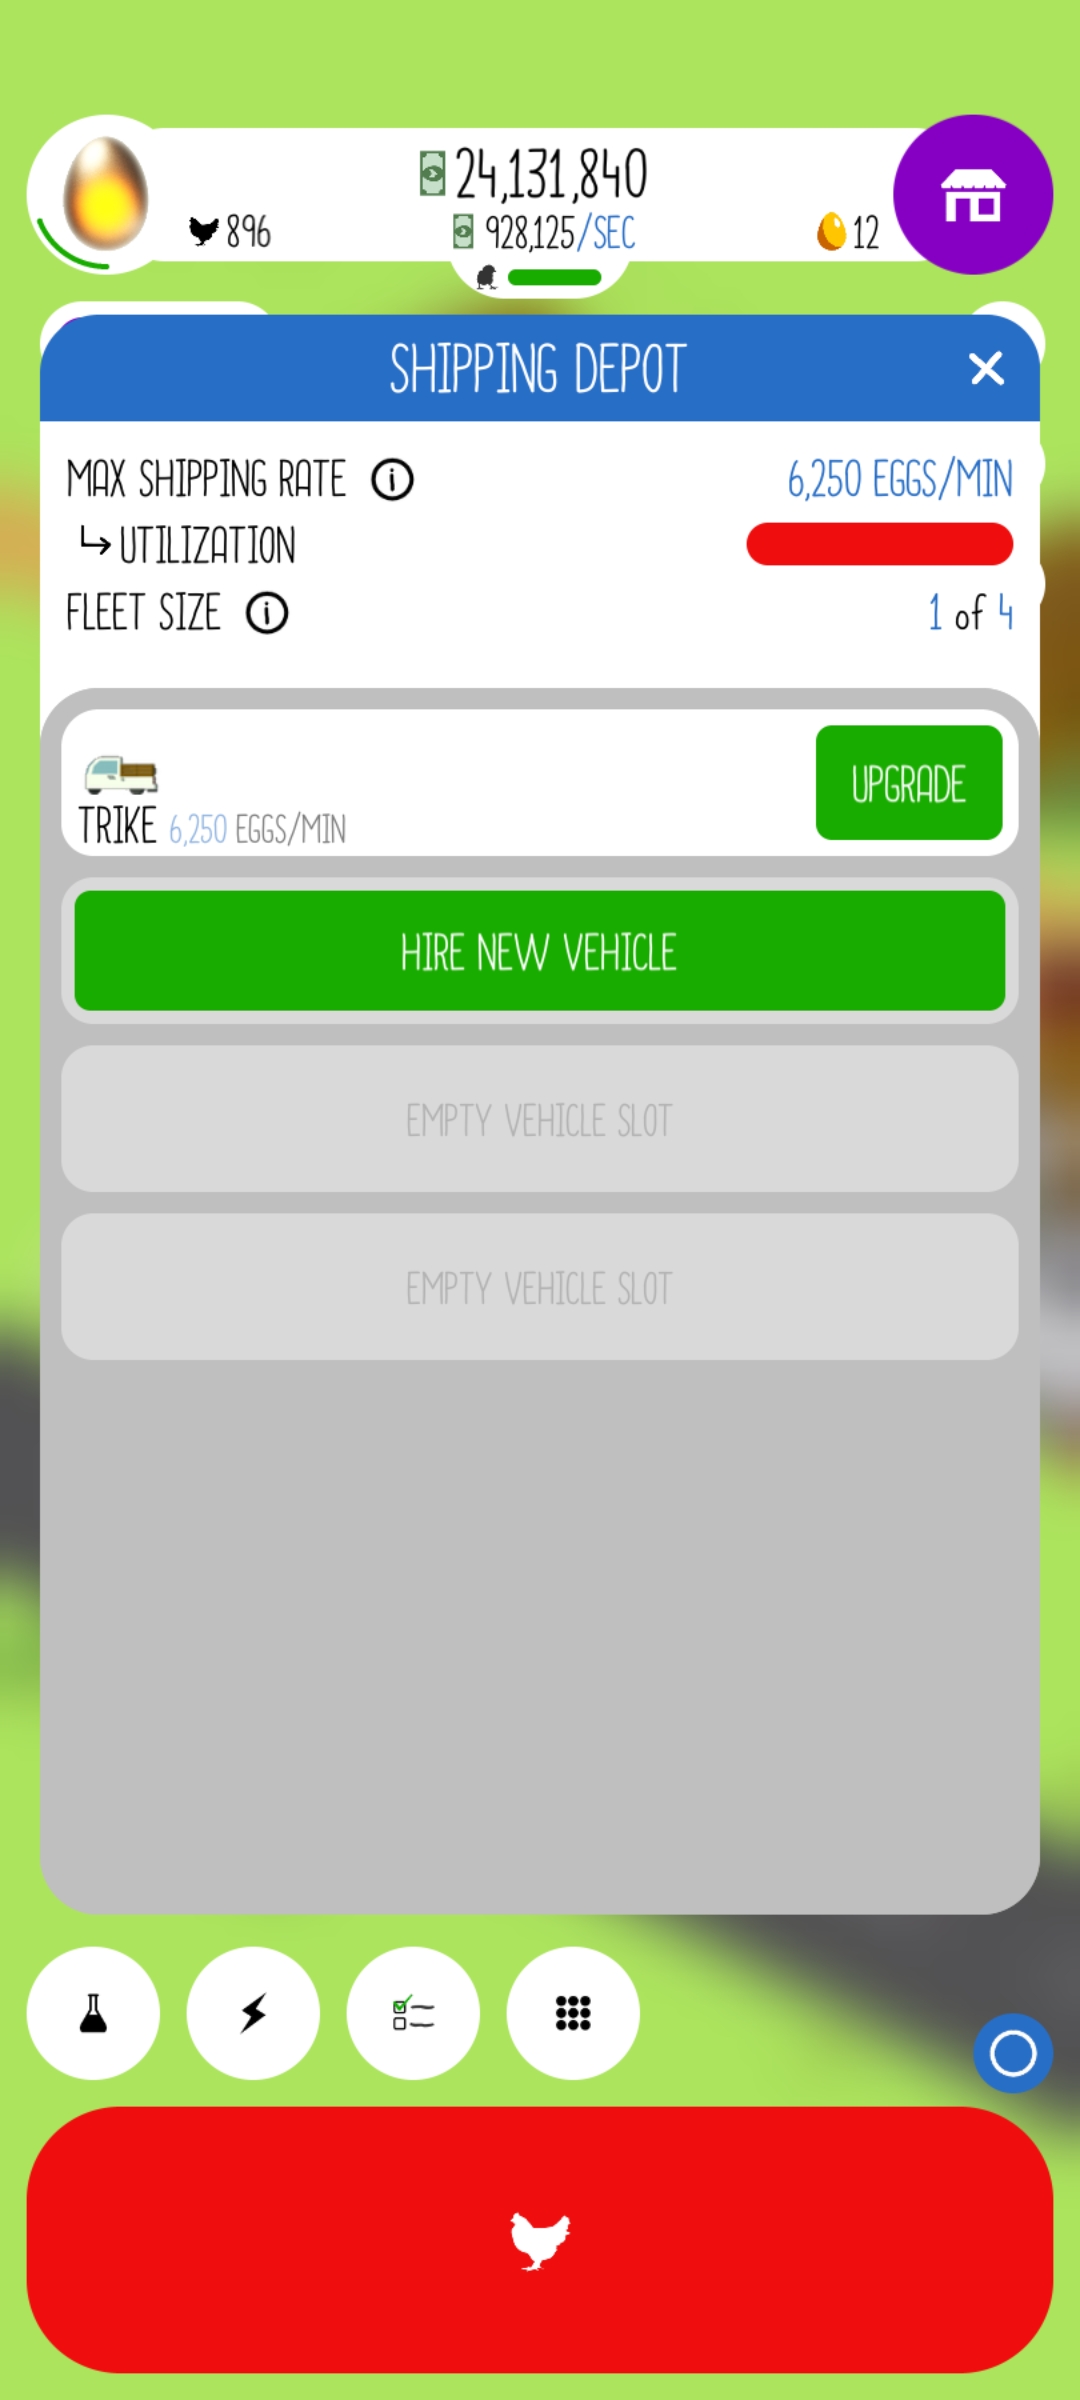 24,131,840
896
928,125/SEC
12
SHIPPING DEPOT
MAX SHIPPING RATE
6,250 EGGS/MIN
UTILIZATION
FLEET SIZE
1 of 4
UPGRADE
TRIKE 6,250 EGGS/MIN
HIRE NEW VEHICLE
EMPTY VEHICLE SLOT
EMPTY VEHICLE SLOT